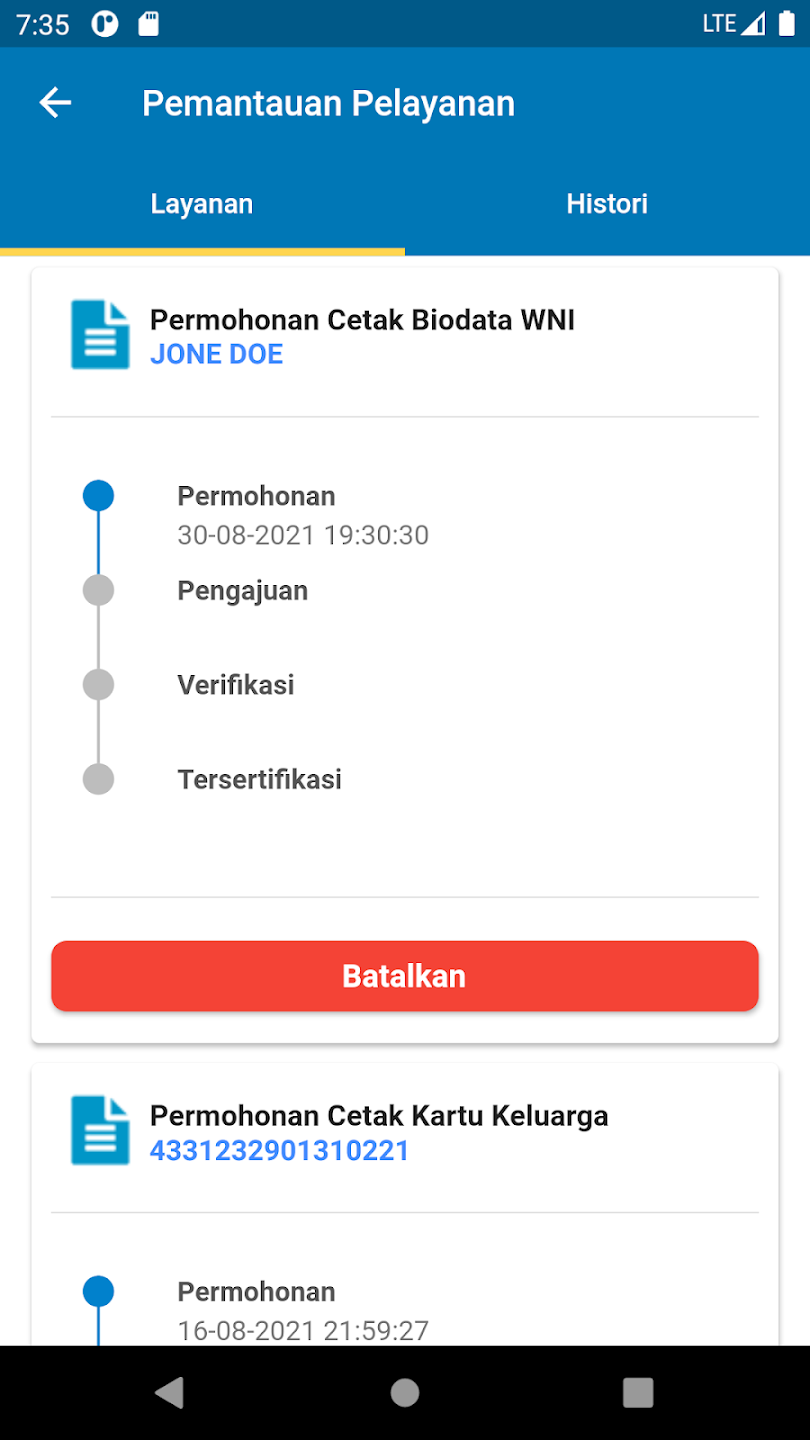 7:35
LTE
Pemantauan Pelayanan
Layanan
Histori
Permohonan Cetak Biodata WNI
JONE DOE
Permohonan
30-08-2021 19:30:30
Pengajuan
Verifikasi
Tersertifikasi
Batalkan
Permohonan Cetak Kartu Keluarga
4331232901310221
Permohonan
16-08-2021 21:59:27